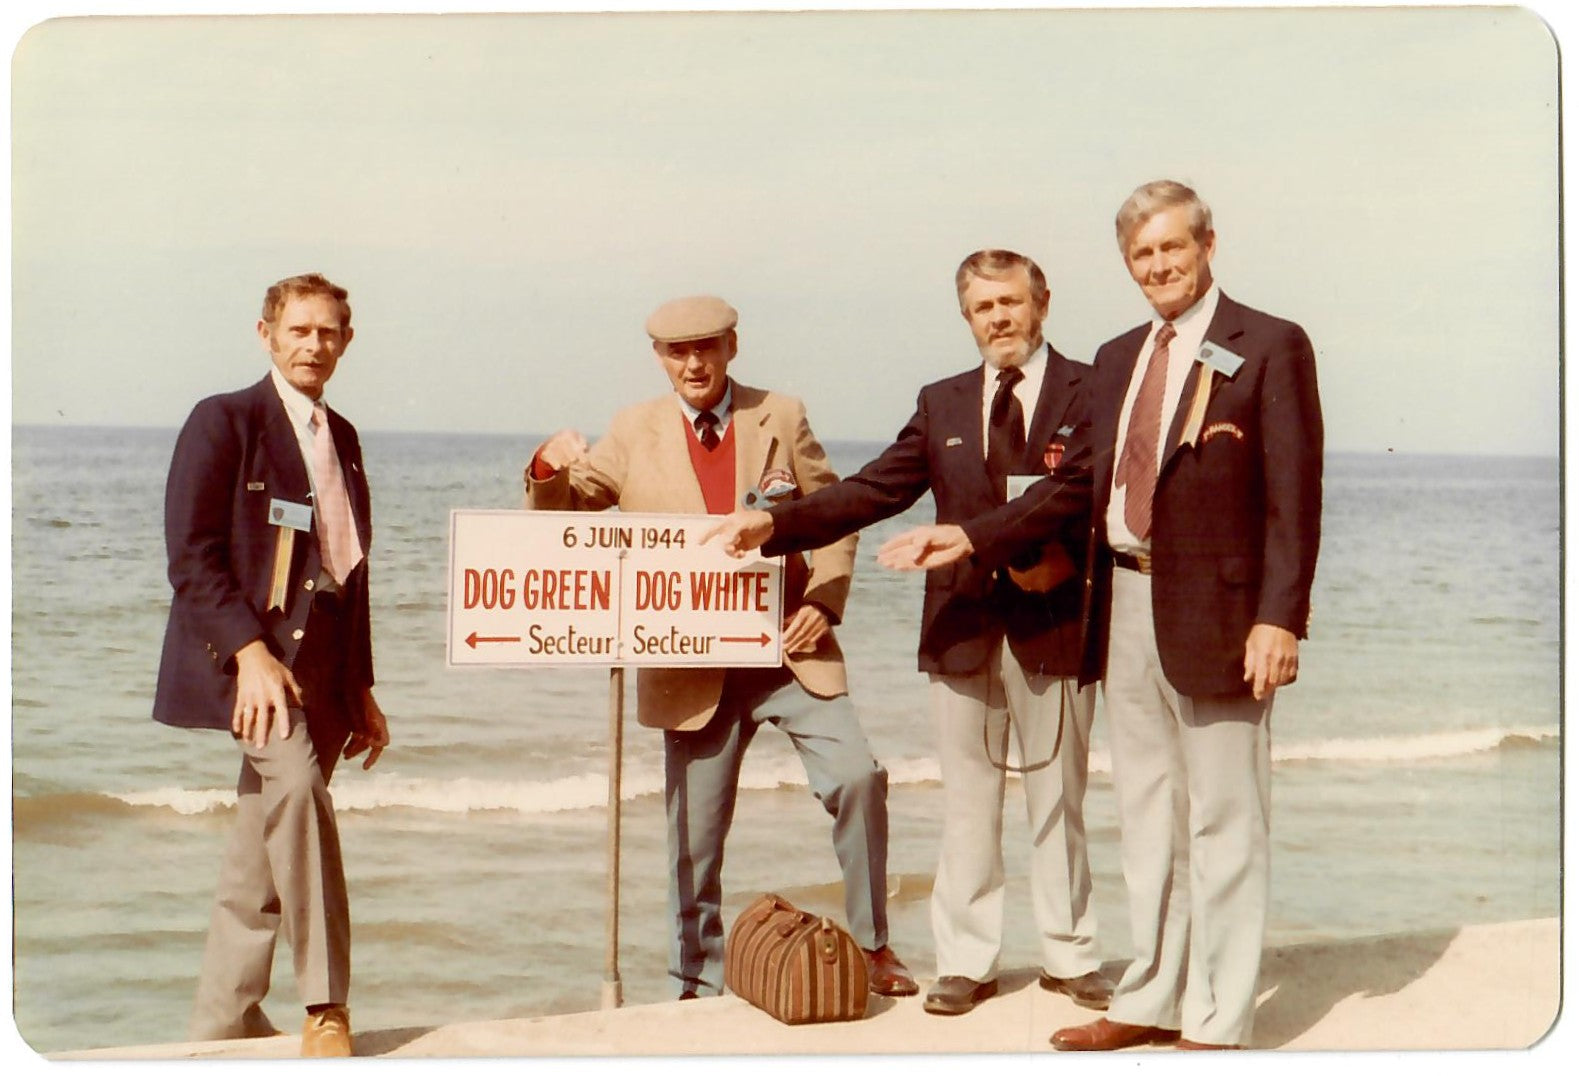 6 JUIN 1944
DOG GREEN DOG WHITE
Secteur Secteur